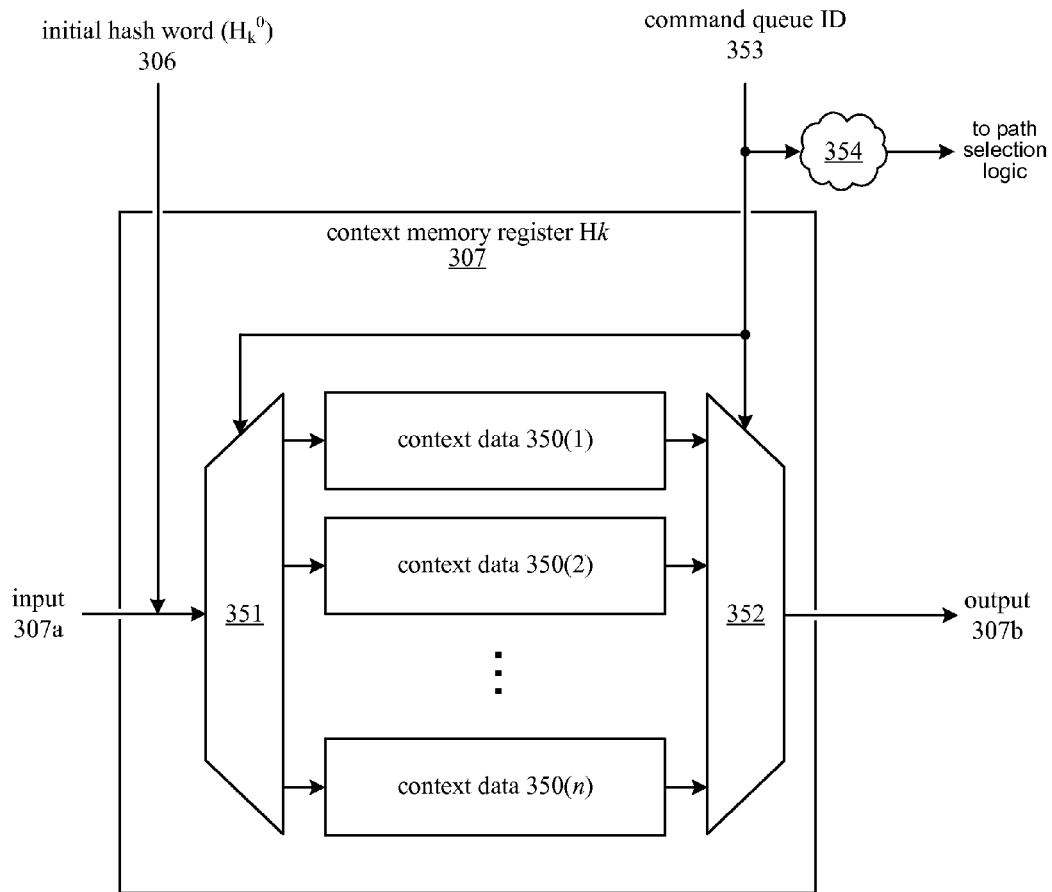 initial hash word (Hₖ⁰)
306
command queue ID
353
354
to path
selection
logic
context memory register Hk
307
context data 350(1)
context data 350(2)
input
307a
351
352
output
307b
context data 350(n)